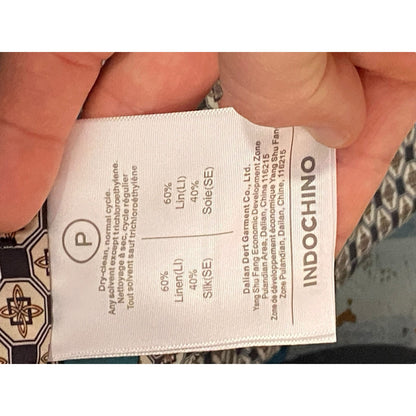 P
Dry-clean, normal cycle.
Any solvent except trichloroethylene.
Nettoyage à sec, cycle régulier
Tout solvent sauf trichloroéthylène
60% 60%
Linen(LI) Lin(LI)
40% 40%
Silk(SE) Soie(SE)
Dalian Dert Garment Co., Ltd.
Yang Shu Fang Economic Development Zone
Pulandian Area, Dalian, China 116215
Zone de développement économique Yang Shu Fang
Zone Pulandian, Dalian, Chine, 116215
INDOCHINO